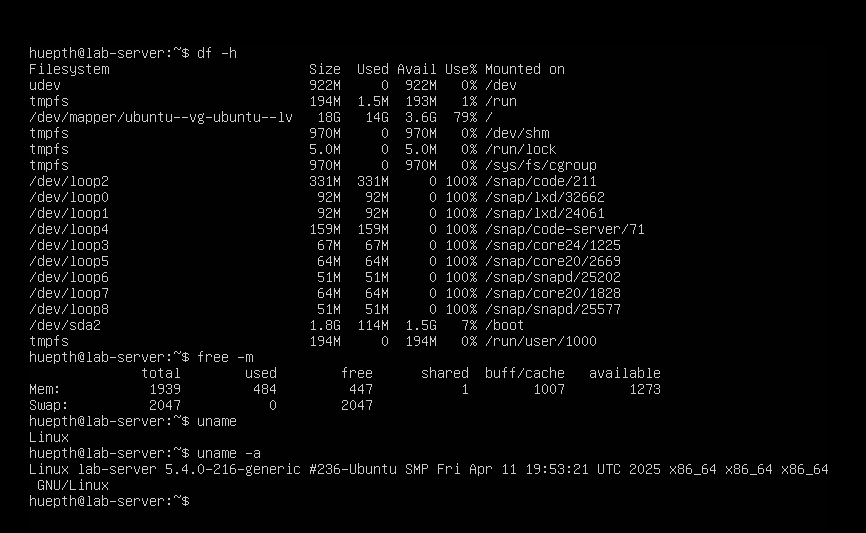 huepth@lab-server:~$ df -h
Filesystem                         Size  Used Avail Use% Mounted on
udev                               922M     0  922M   0% /dev
tmpfs                              194M  1.5M  193M   1% /run
/dev/mapper/ubuntu--vg-ubuntu--lv   18G   14G  3.6G  79% /
tmpfs                              970M     0  970M   0% /dev/shm
tmpfs                              5.0M     0  5.0M   0% /run/lock
tmpfs                              970M     0  970M   0% /sys/fs/cgroup
/dev/loop2                         331M  331M     0 100% /snap/code/211
/dev/loop0                          92M   92M     0 100% /snap/lxd/32662
/dev/loop1                          92M   92M     0 100% /snap/lxd/24061
/dev/loop4                         159M  159M     0 100% /snap/code-server/71
/dev/loop3                          67M   67M     0 100% /snap/core24/1225
/dev/loop5                          64M   64M     0 100% /snap/core20/2669
/dev/loop6                          51M   51M     0 100% /snap/snapd/25202
/dev/loop7                          64M   64M     0 100% /snap/core20/1828
/dev/loop8                          51M   51M     0 100% /snap/snapd/25577
/dev/sda2                          1.8G  114M  1.5G   7% /boot
tmpfs                              194M     0  194M   0% /run/user/1000
huepth@lab-server:~$ free -m
              total        used        free      shared  buff/cache   available
Mem:           1939         484         447           1        1007        1273
Swap:          2047           0        2047
huepth@lab-server:~$ uname
Linux
huepth@lab-server:~$ uname -a
Linux lab-server 5.4.0-216-generic #236-Ubuntu SMP Fri Apr 11 19:53:21 UTC 2025 x86_64 x86_64 x86_64
 GNU/Linux
huepth@lab-server:~$